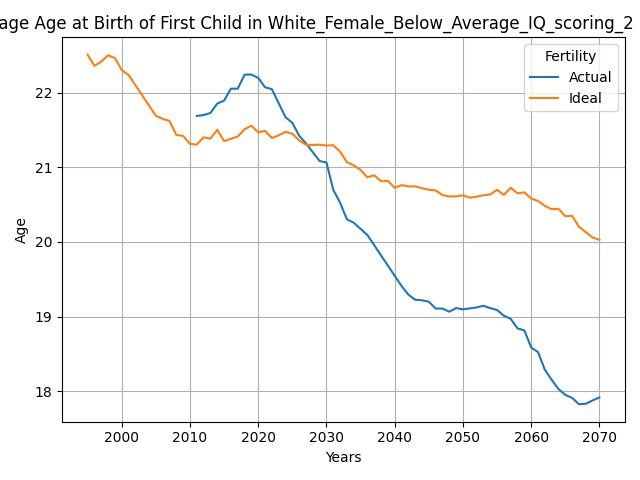 age Age at Birth of First Child in White_Female_Below_Average_IQ_scoring_2
Fertility
Actual
Ideal
22
21
20
19
18
Age
2000 2010 2020 2030 2040 2050 2060 2070
Years